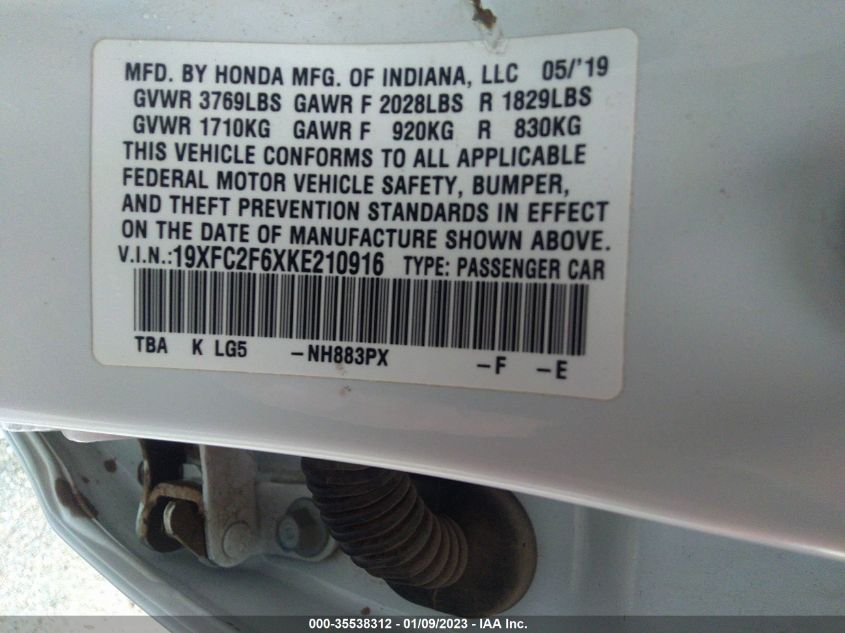 MFD. BY HONDA MFG. OF INDIANA, LLC 05/'19
GVWR 3769LBS GAWR F 2028LBS R 1829LBS
GVWR 1710KG GAWR F 920KG R 830KG
THIS VEHICLE CONFORMS TO ALL APPLICABLE
FEDERAL MOTOR VEHICLE SAFETY, BUMPER,
AND THEFT PREVENTION STANDARDS IN EFFECT
ON THE DATE OF MANUFACTURE SHOWN ABOVE.
V.I.N.:19XFC2F6XKE210916 TYPE: PASSENGER CAR
TBA K LG5 –NH883PX –F –E
000-35538312 - 01/09/2023 - IAA Inc.